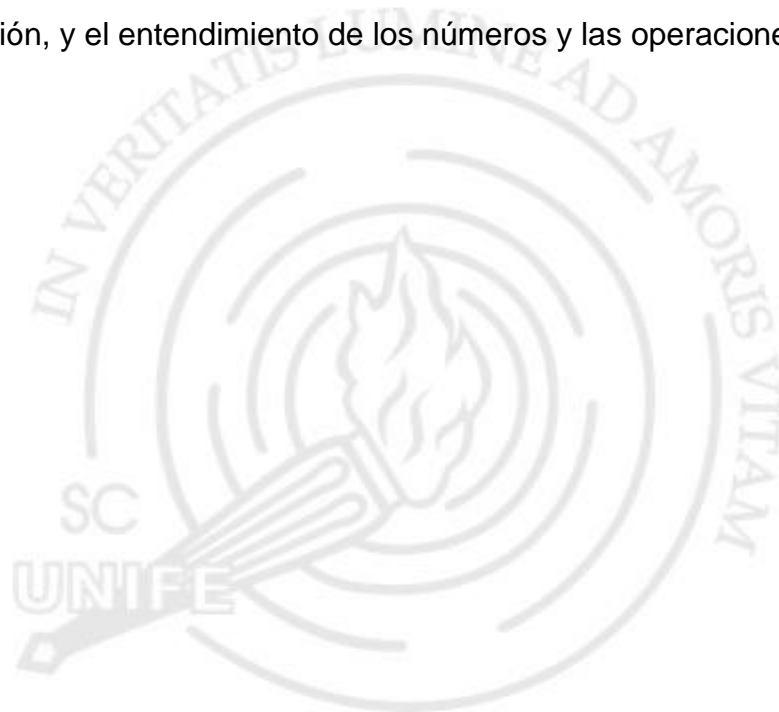 ión, y el entendimiento de los números y las operacione
IN VERITATIS LUMINE AD AMORIS VITAM
SC
UNIFE